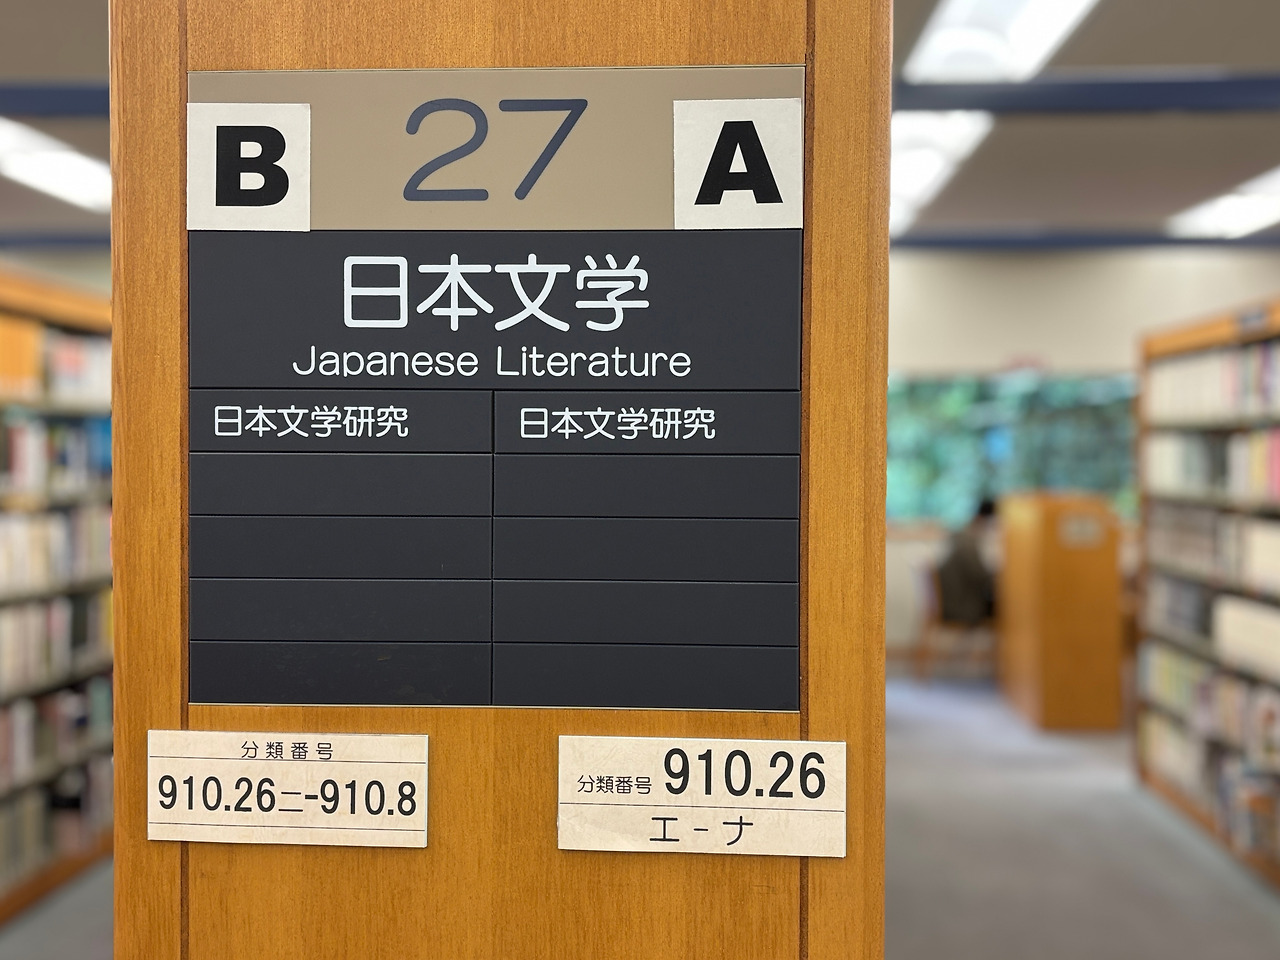 B 27 A
日本文学
Japanese Literature
日本文学研究 日本文学研究
分類番号
910.26ニ-910.8
分類番号 910.26
エ-ナ